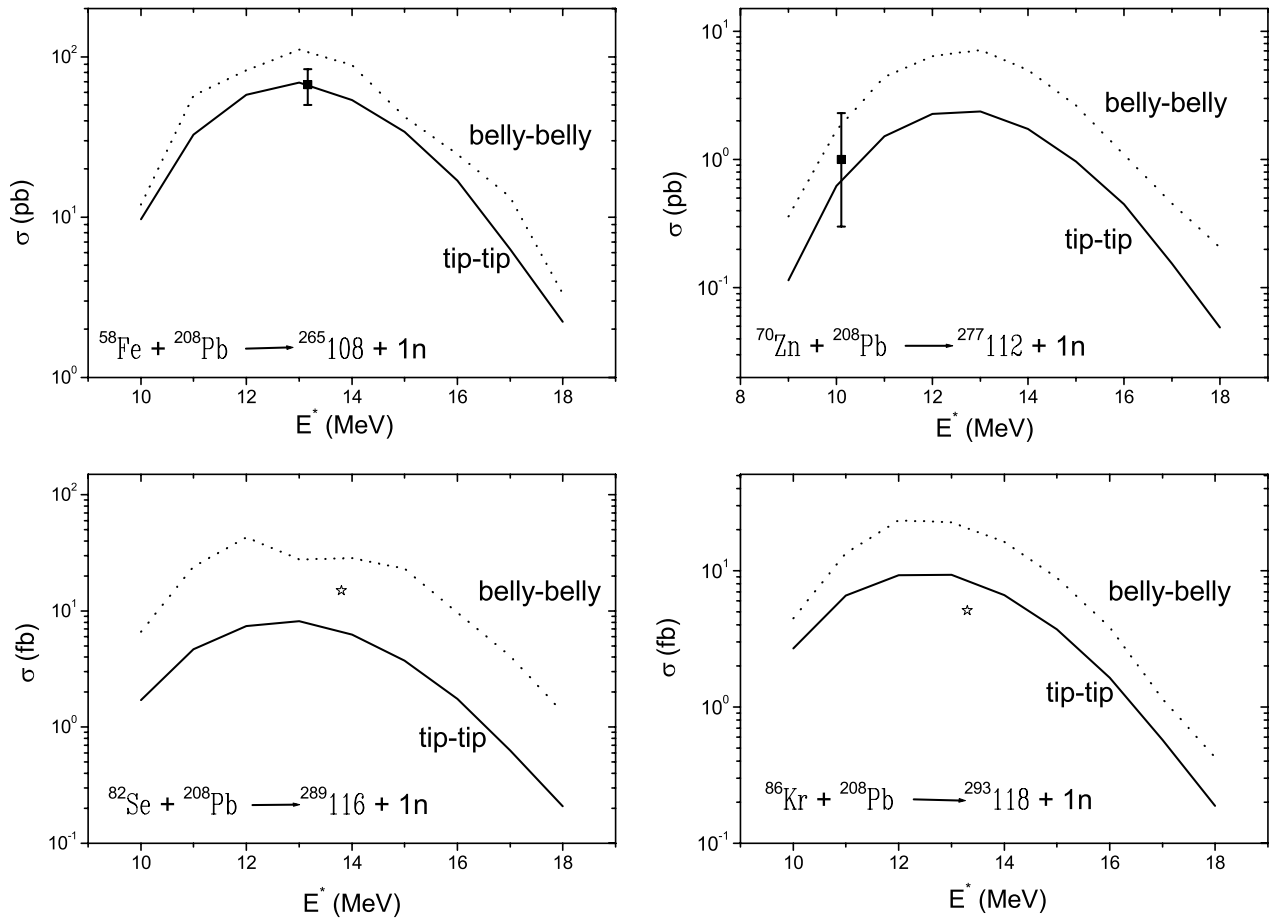 10²
10¹
10⁰
σ (pb)
belly-belly
tip-tip
⁵⁸Fe + ²⁰⁸Pb ⟶ ²⁶⁵108 + 1n
10 12 14 16 18
E* (MeV)
10¹
10⁰
10⁻¹
σ (pb)
belly-belly
tip-tip
⁷⁰Zn + ²⁰⁸Pb ⟶ ²⁷⁷112 + 1n
8 10 12 14 16 18
E* (MeV)
10²
10¹
10⁰
10⁻¹
σ (fb)
belly-belly
tip-tip
⁸²Se + ²⁰⁸Pb ⟶ ²⁸⁹116 + 1n
10 12 14 16 18
E* (MeV)
10¹
10⁰
10⁻¹
σ (fb)
belly-belly
tip-tip
⁸⁶Kr + ²⁰⁸Pb ⟶ ²⁹³118 + 1n
10 12 14 16 18
E* (MeV)